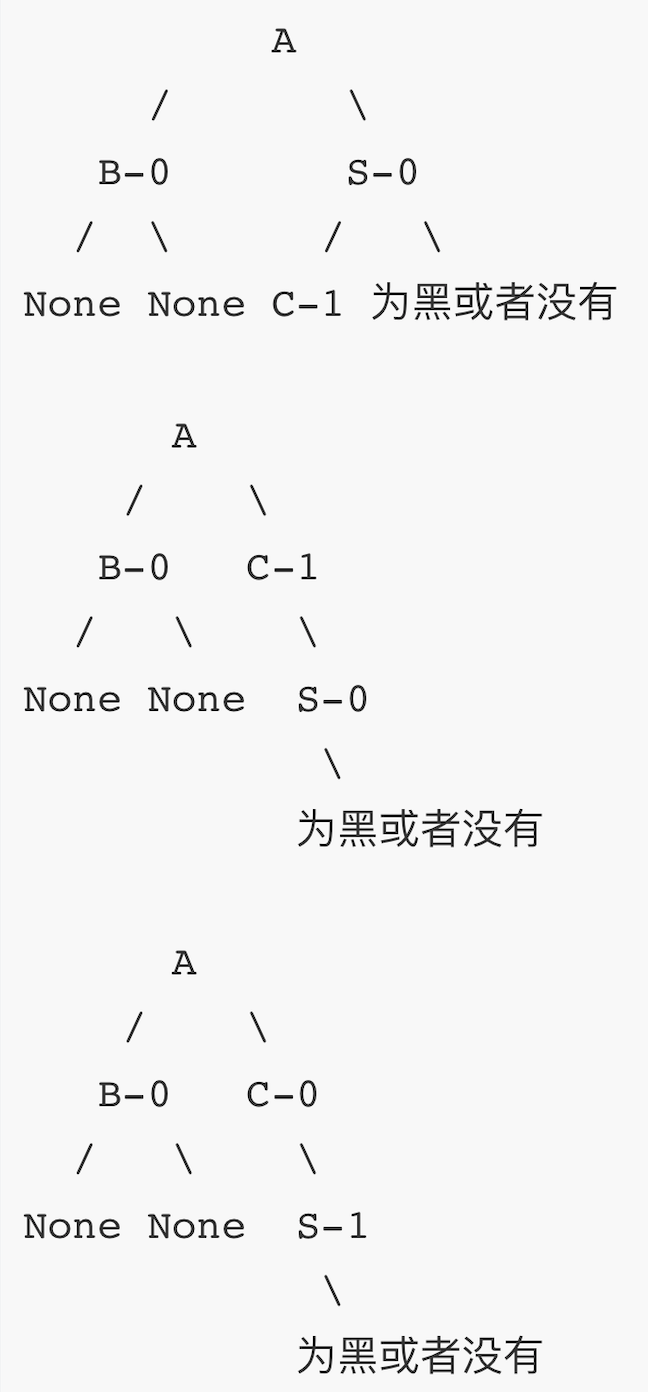 A
/ \
B-0 S-0
/ \ / \
None None C-1 为黑或者没有
A
/ \
B-0 C-1
/ \ \
None None S-0
\
为黑或者没有
A
/ \
B-0 C-0
/ \ \
None None S-1
\
为黑或者没有